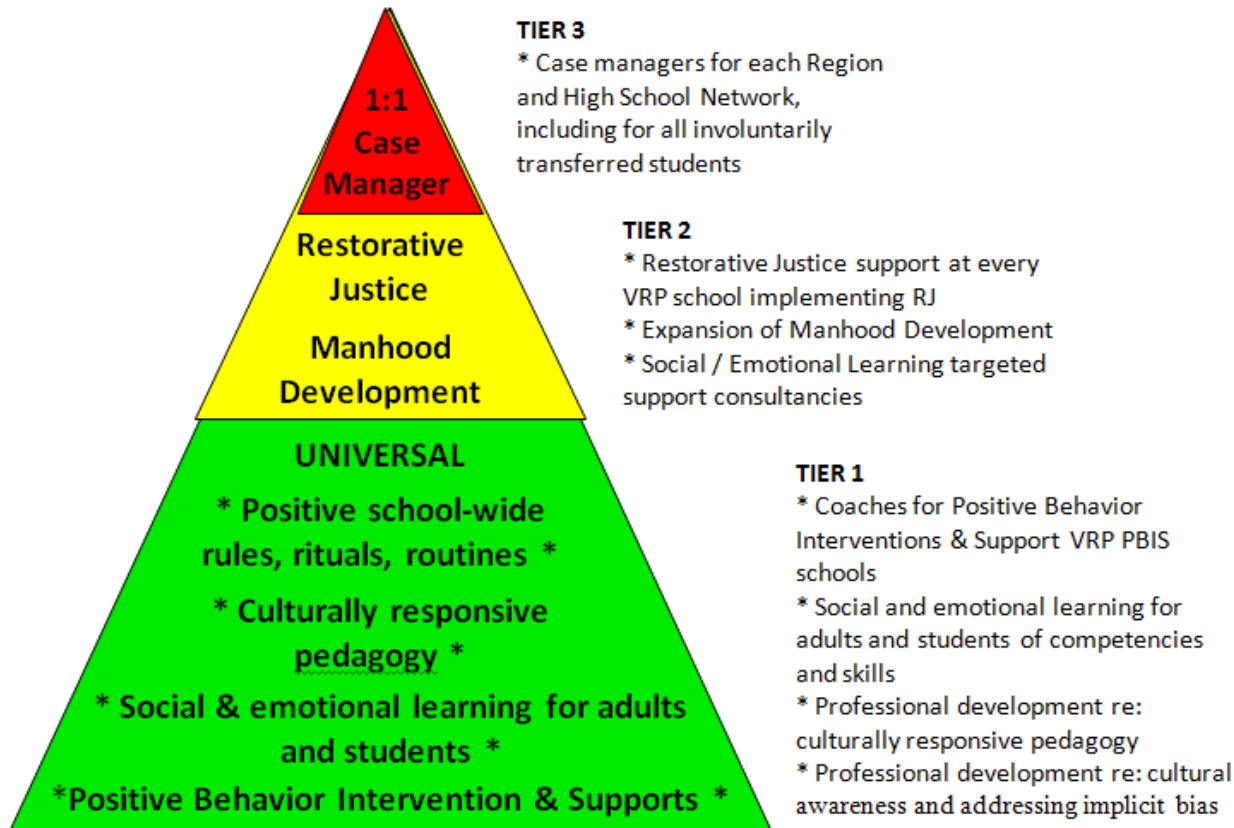 1:1
Case
Manager
TIER 3
* Case managers for each Region
and High School Network,
including for all involuntarily
transferred students
Restorative
Justice
Manhood
Development
TIER 2
* Restorative Justice support at every
VRP school implementing RJ
* Expansion of Manhood Development
* Social / Emotional Learning targeted
support consultancies
UNIVERSAL
* Positive school-wide
rules, rituals, routines *
* Culturally responsive
pedagogy *
* Social & emotional learning for adults
and students *
*Positive Behavior Intervention & Supports *
TIER 1
* Coaches for Positive Behavior
Interventions & Support VRP PBIS
schools
* Social and emotional learning for
adults and students of competencies
and skills
* Professional development re:
culturally responsive pedagogy
* Professional development re: cultural
awareness and addressing implicit bias